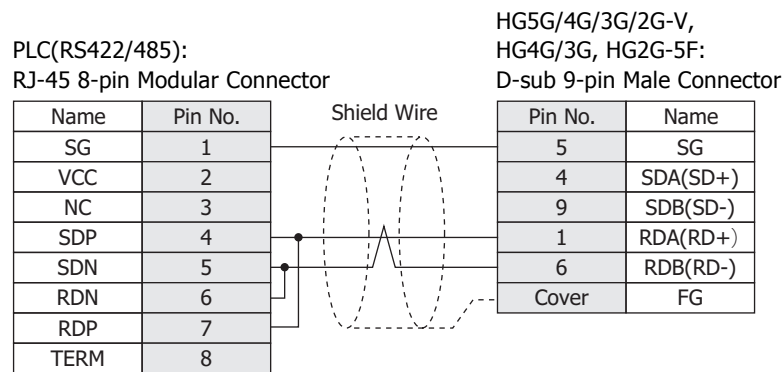 HG5G/4G/3G/2G-V,
PLC(RS422/485): HG4G/3G, HG2G-5F:
RJ-45 8-pin Modular Connector D-sub 9-pin Male Connector
Name Pin No. Shield Wire Pin No. Name
SG 1 5 SG
VCC 2 4 SDA(SD+)
NC 3 9 SDB(SD-)
SDP 4 1 RDA(RD+)
SDN 5 6 RDB(RD-)
RDN 6 Cover FG
RDP 7
TERM 8